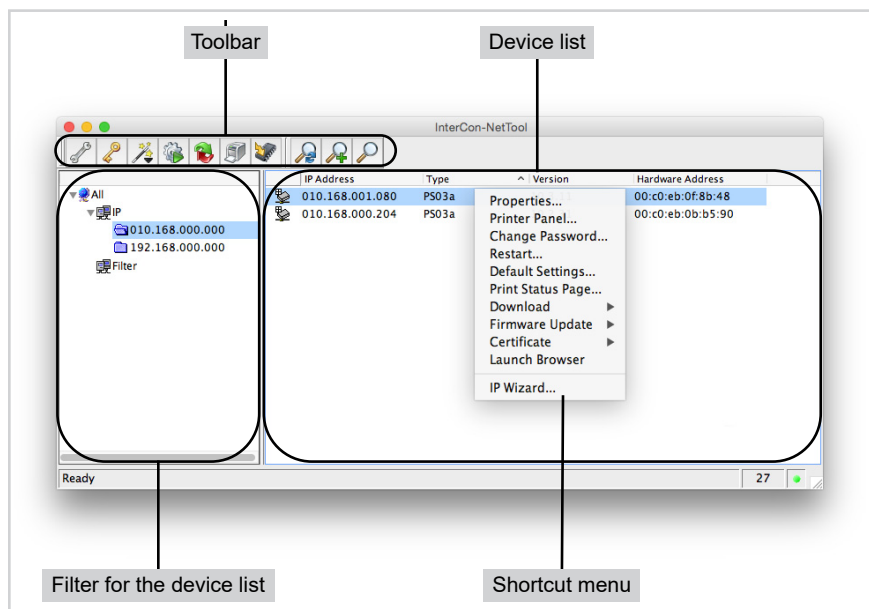 Toolbar
Device list
InterCon-NetTool
IP Address Type ^ Version Hardware Address
All
IP
010.168.000.000
192.168.000.000
Filter
010.168.001.080 PS03a 00:c0:eb:0f:8b:48
010.168.000.204 PS03a 00:c0:eb:0b:b5:90
Properties...
Printer Panel...
Change Password...
Restart...
Default Settings...
Print Status Page...
Download
Firmware Update
Certificate
Launch Browser
IP Wizard...
Ready
27
Filter for the device list
Shortcut menu